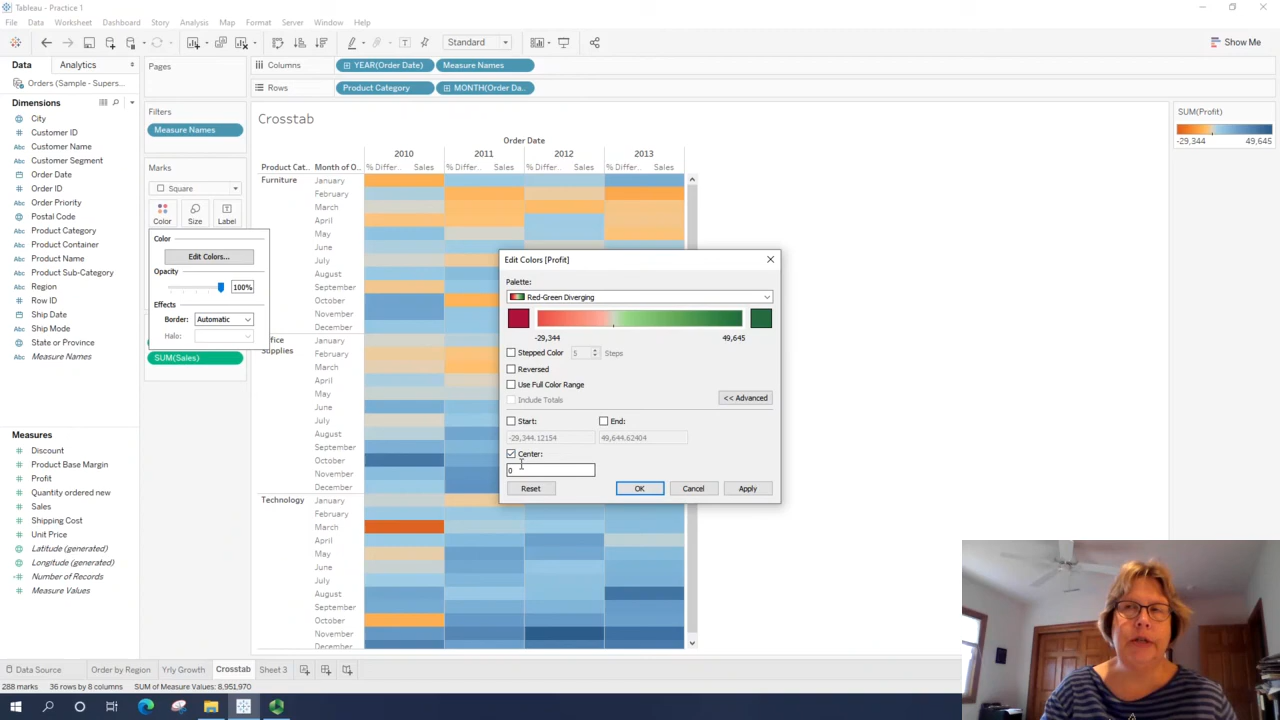 Tableau - Practice 1
File Data Worksheet Dashboard Story Analysis Map Format Server Window Help
Standard
Show Me
Data Analytics
Orders (Sample - Supers...
Dimensions
City
Abc Customer ID
Abc Customer Name
Abc Customer Segment
Order Date
Order ID
Abc Order Priority
Postal Code
Abc Product Category
Abc Product Container
Abc Product Name
Abc Product Sub-Category
Abc Region
Row ID
Ship Date
Abc Ship Mode
State or Province
Abc Measure Names
Measures
Discount
Product Base Margin
Profit
Quantity ordered new
Sales
Shipping Cost
Unit Price
Latitude (generated)
Longitude (generated)
Number of Records
Measure Values
Pages
Filters
Measure Names
Marks
Square
Color Size Label
Color
Edit Colors...
Opacity
100%
Effects
Border: Automatic
Halo:
SUM(Sales)
Columns YEAR(Order Date) Measure Names
Rows Product Category MONTH(Order Da..
Crosstab
Order Date
2010 2011 2012 2013
Product Cat.. Month of O.. % Differ.. Sales % Differ.. Sales % Differ.. Sales % Differ.. Sales
Furniture January
February
March
April
May
June
July
August
September
October
November
December
Office Supplies January
February
March
April
May
June
July
August
September
October
November
December
Technology January
February
March
April
May
June
July
August
September
October
November
December
SUM(Profit)
-29,344 49,645
Edit Colors [Profit]
Palette:
Red-Green Diverging
-29,344 49,645
Stepped Color 5 Steps
Reversed
Use Full Color Range
Include Totals
<< Advanced
Start: End:
-29,344.12154 49,644.62404
Center:
0
Reset OK Cancel Apply
Data Source Order by Region Yrly Growth Crosstab Sheet 3
288 marks 36 rows by 8 columns SUM of Measure Values: 8,951,970